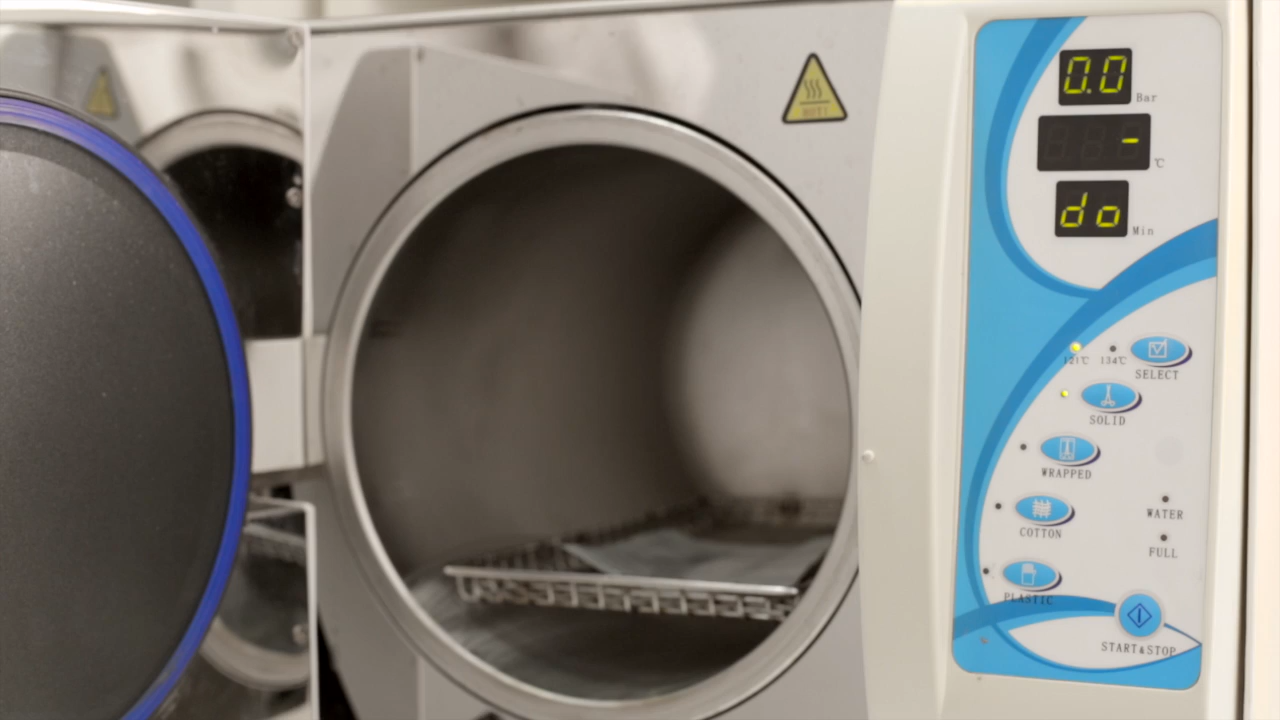 0.0
Bar
-
℃
do
Min
121℃ 134℃
SELECT
SOLID
WRAPPED
COTTON
WATER
FULL
PLASTIC
START&STOP